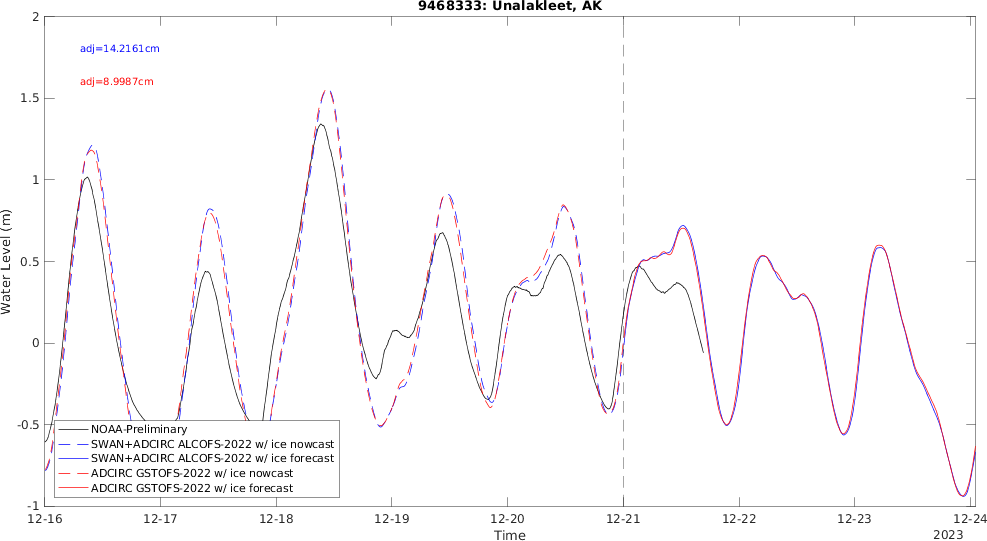 9468333: Unalakleet, AK
2
1.5
1
0.5
0
-0.5
-1
Water Level (m)
adj=14.2161cm
adj=8.9987cm
NOAA-Preliminary
SWAN+ADCIRC ALCOFS-2022 w/ ice nowcast
SWAN+ADCIRC ALCOFS-2022 w/ ice forecast
ADCIRC GSTOFS-2022 w/ ice nowcast
ADCIRC GSTOFS-2022 w/ ice forecast
12-16 12-17 12-18 12-19 12-20 12-21 12-22 12-23 12-24
Time
2023